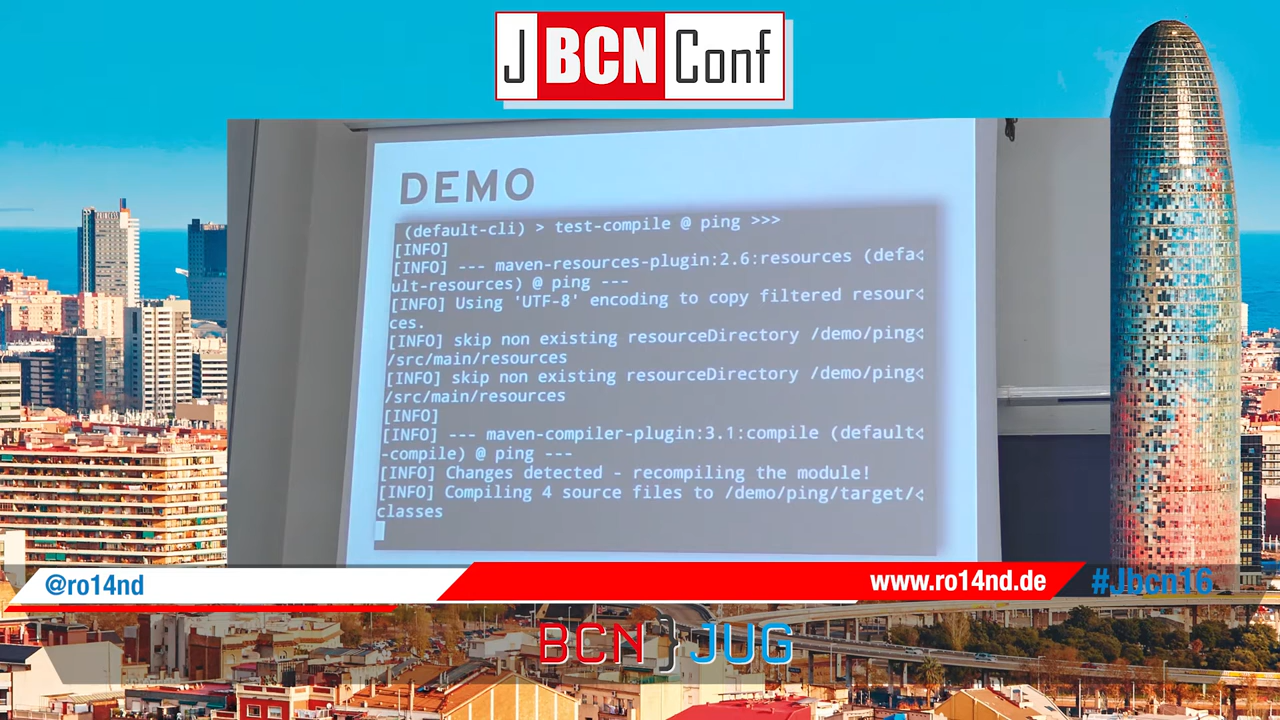 J BCN Conf
DEMO
(default-cli) > test-compile @ ping >>>
[INFO]
[INFO] --- maven-resources-plugin:2.6:resources (defa<
ult-resources) @ ping ---
[INFO] Using 'UTF-8' encoding to copy filtered resour<
ces.
[INFO] skip non existing resourceDirectory /demo/ping<
/src/main/resources
[INFO] skip non existing resourceDirectory /demo/ping<
/src/main/resources
[INFO]
[INFO] --- maven-compiler-plugin:3.1:compile (default<
-compile) @ ping ---
[INFO] Changes detected - recompiling the module!
[INFO] Compiling 4 source files to /demo/ping/target/<
classes
@ro14nd
www.ro14nd.de
#Jbcn16
BCN}JUG